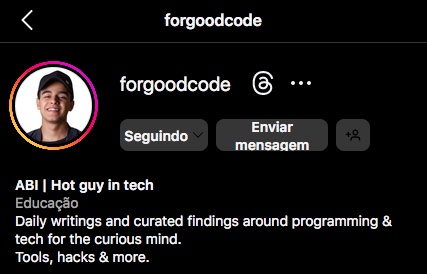 forgoodcode
forgoodcode
Seguindo
Enviar mensagem
ABI | Hot guy in tech
Educação
Daily writings and curated findings around programming &
tech for the curious mind.
Tools, hacks & more.